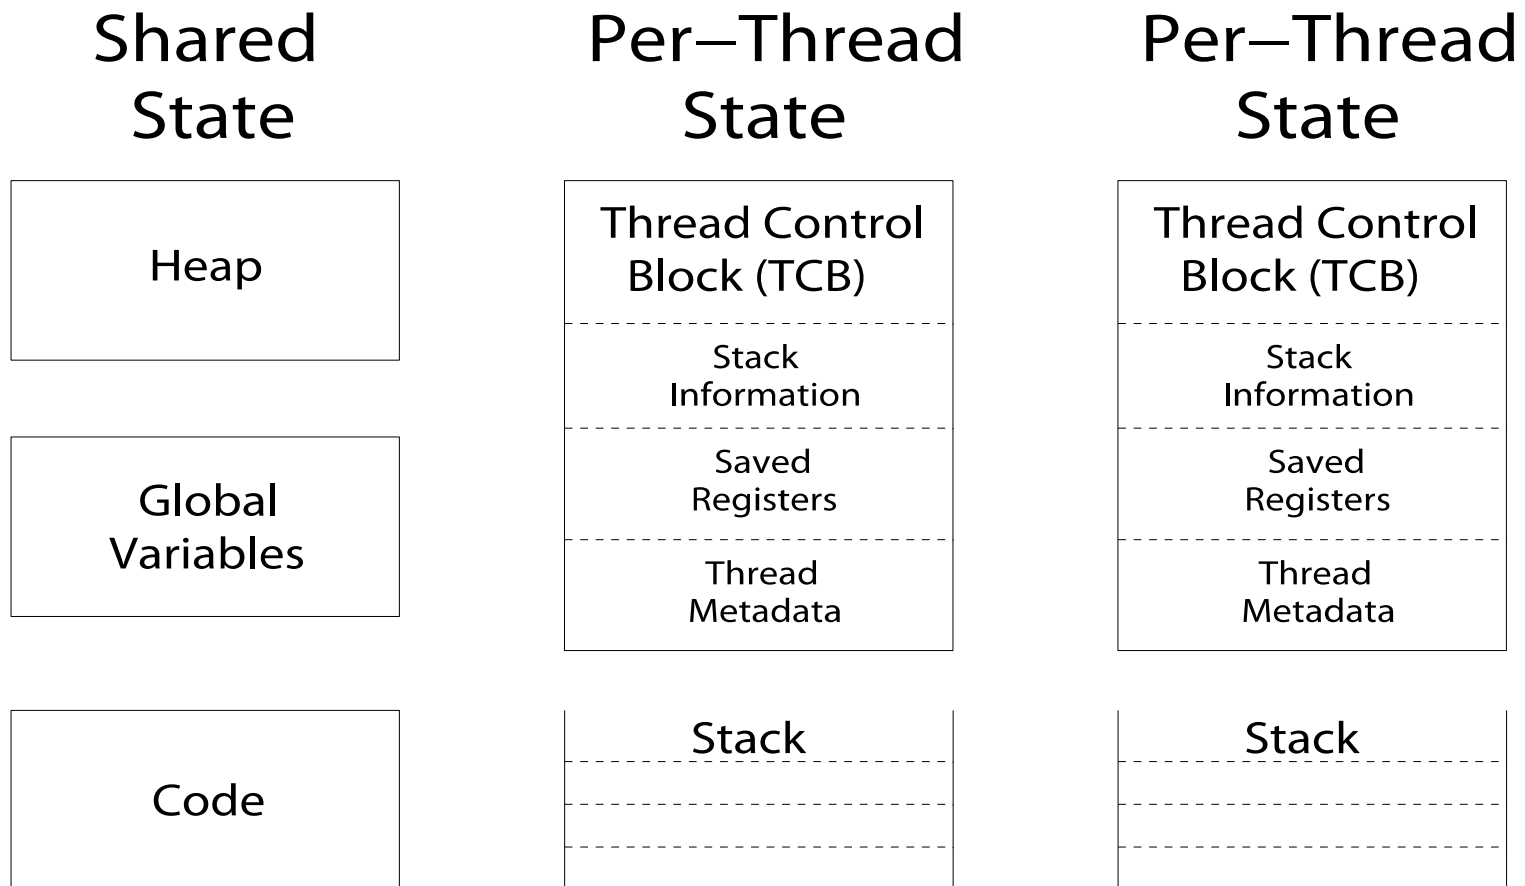 Shared
State
Heap
Global
Variables
Code
Per–Thread
State
Thread Control
Block (TCB)
Stack
Information
Saved
Registers
Thread
Metadata
Stack
Per–Thread
State
Thread Control
Block (TCB)
Stack
Information
Saved
Registers
Thread
Metadata
Stack